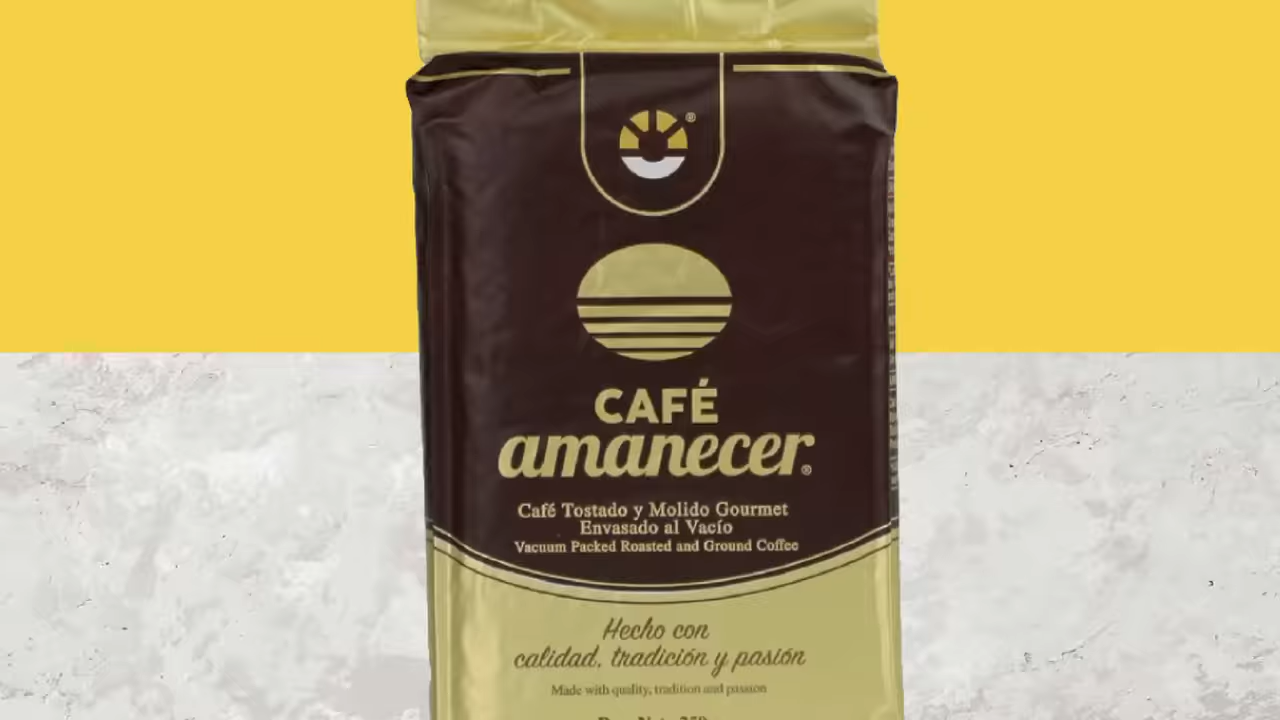 ®
CAFÉ
amanecer®
Café Tostado y Molido Gourmet
Envasado al Vacío
Vacuum Packed Roasted and Ground Coffee
Hecho con
calidad, tradición y pasión
Made with quality, tradition and passion